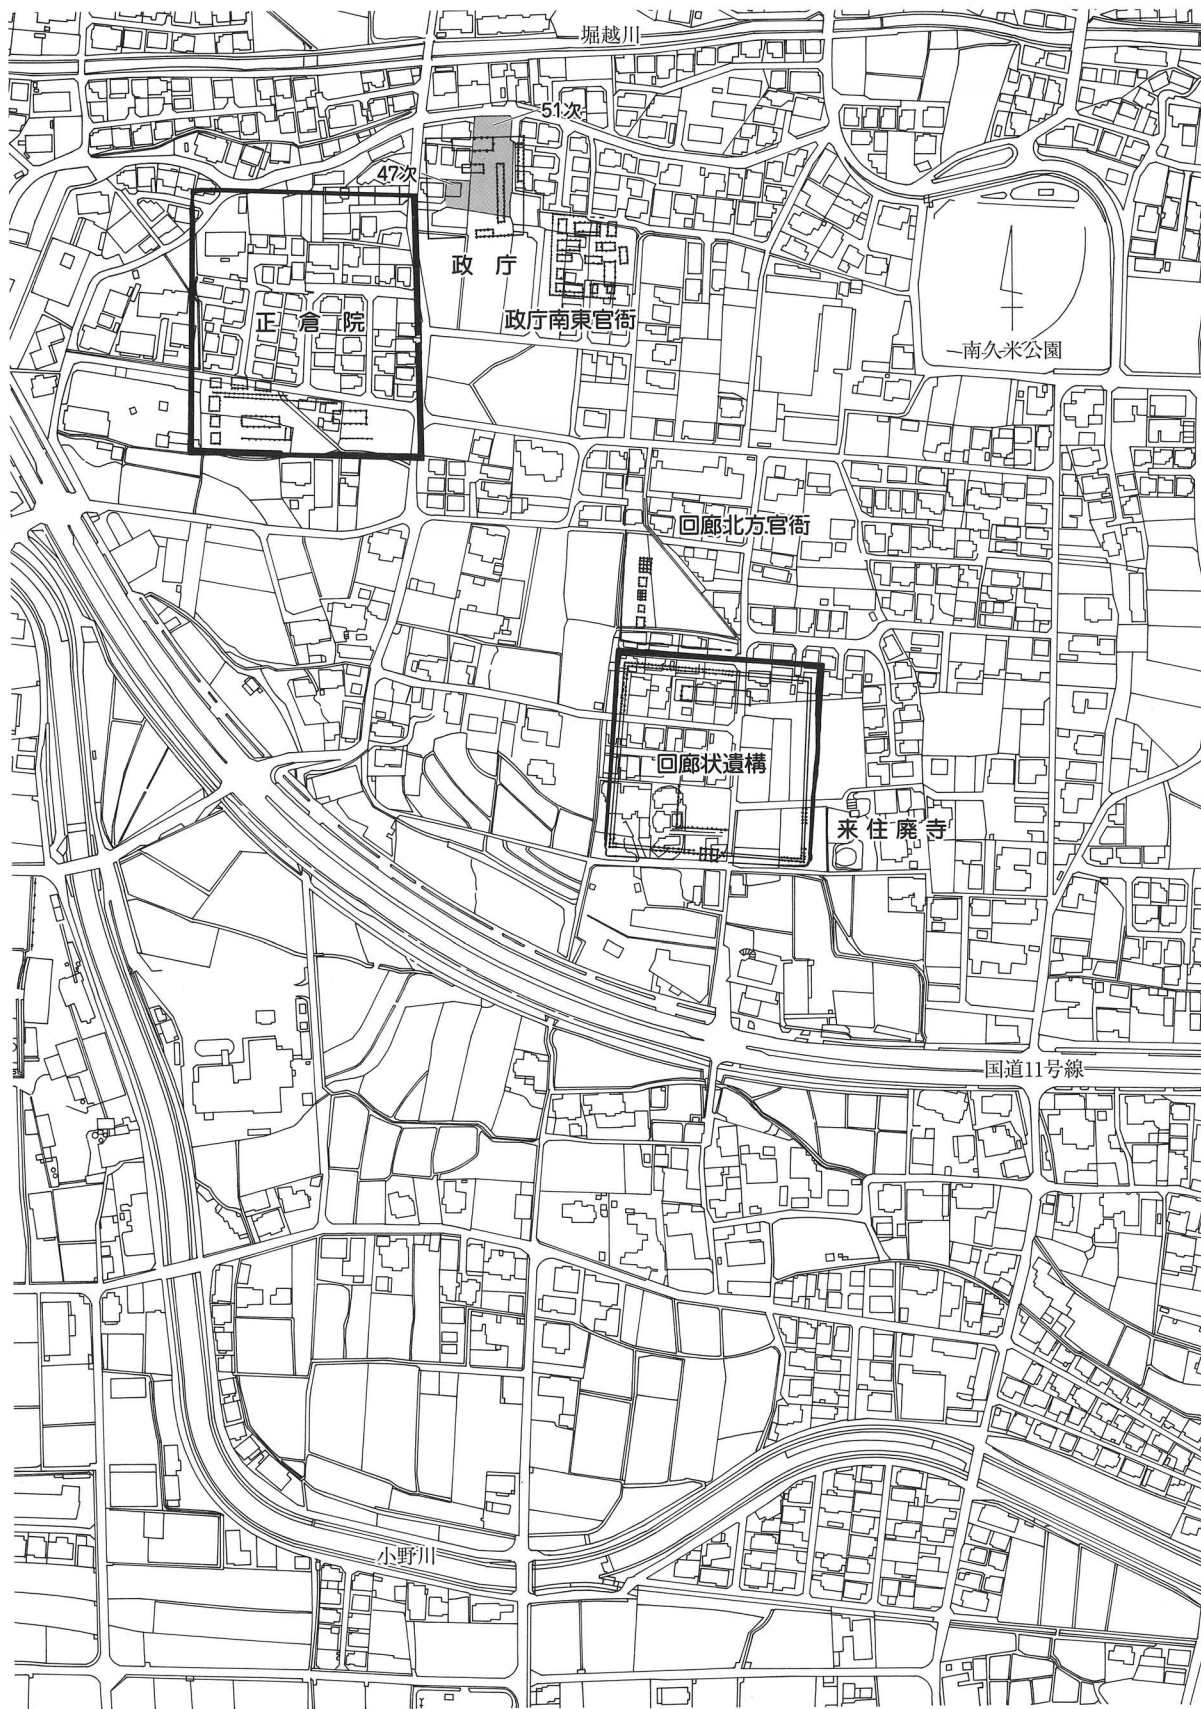 堀越川
51次
47次
政庁
正倉院
政庁南東官衙
南久米公園
回廊北方官衙
回廊状遺構
来住廃寺
国道11号線
小野川